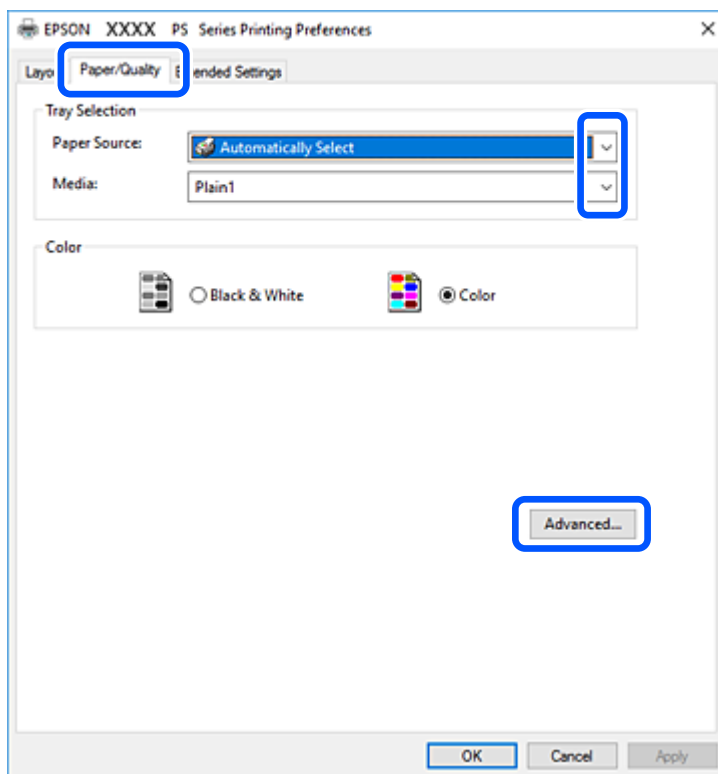 EPSON XXXX PS Series Printing Preferences
Paper/Quality
Tray Selection
Paper Source: Automatically Select
Media: Plain1
Color
Black & White Color
Advanced...
OK Cancel Apply